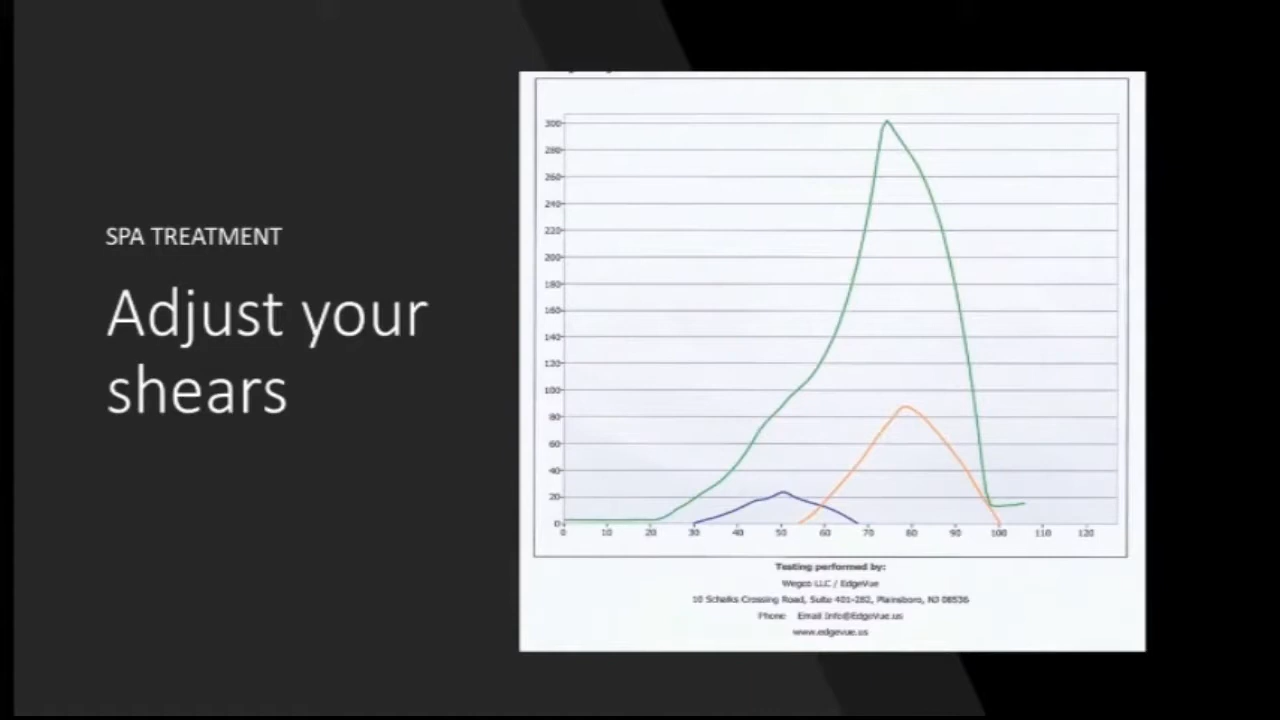 SPA TREATMENT
Adjust your
shears
300
280
260
240
220
200
180
160
140
120
100
80
60
40
20
0
0 10 20 30 40 50 60 70 80 90 100 110 120
Testing performed by:
Wegco LLC / EdgeVue
10 Schalks Crossing Road, Suite 401-282, Plainsboro, NJ 08536
Phone Email Info@EdgeVue.us
www.edgevue.us